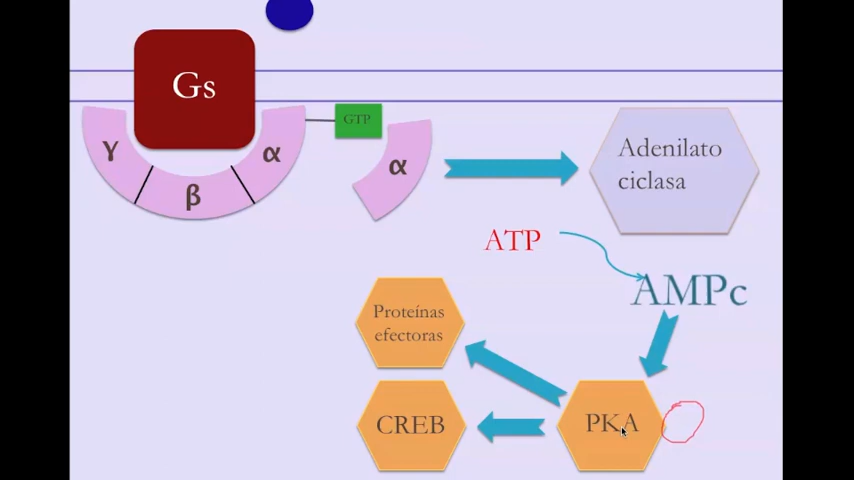 Gs
γ
β
α
GTP
α
Adenilato
ciclasa
ATP
AMPc
Proteínas
efectoras
CREB
PKA